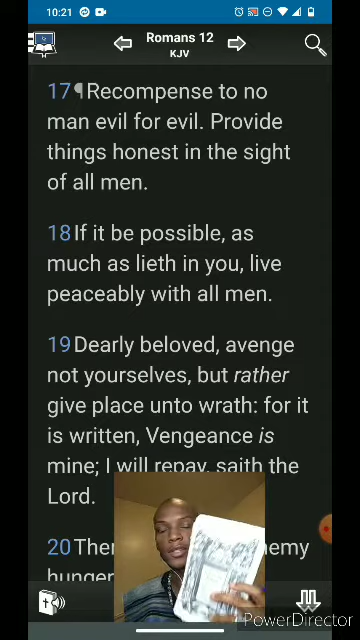 10:21
Romans 12
KJV
17¶Recompense to no
man evil for evil. Provide
things honest in the sight
of all men.
18If it be possible, as
much as lieth in you, live
peaceably with all men.
19Dearly beloved, avenge
not yourselves, but rather
give place unto wrath: for it
is written, Vengeance is
mine; I will repay, saith the
Lord.
20 emy
hunge
PowerDirector